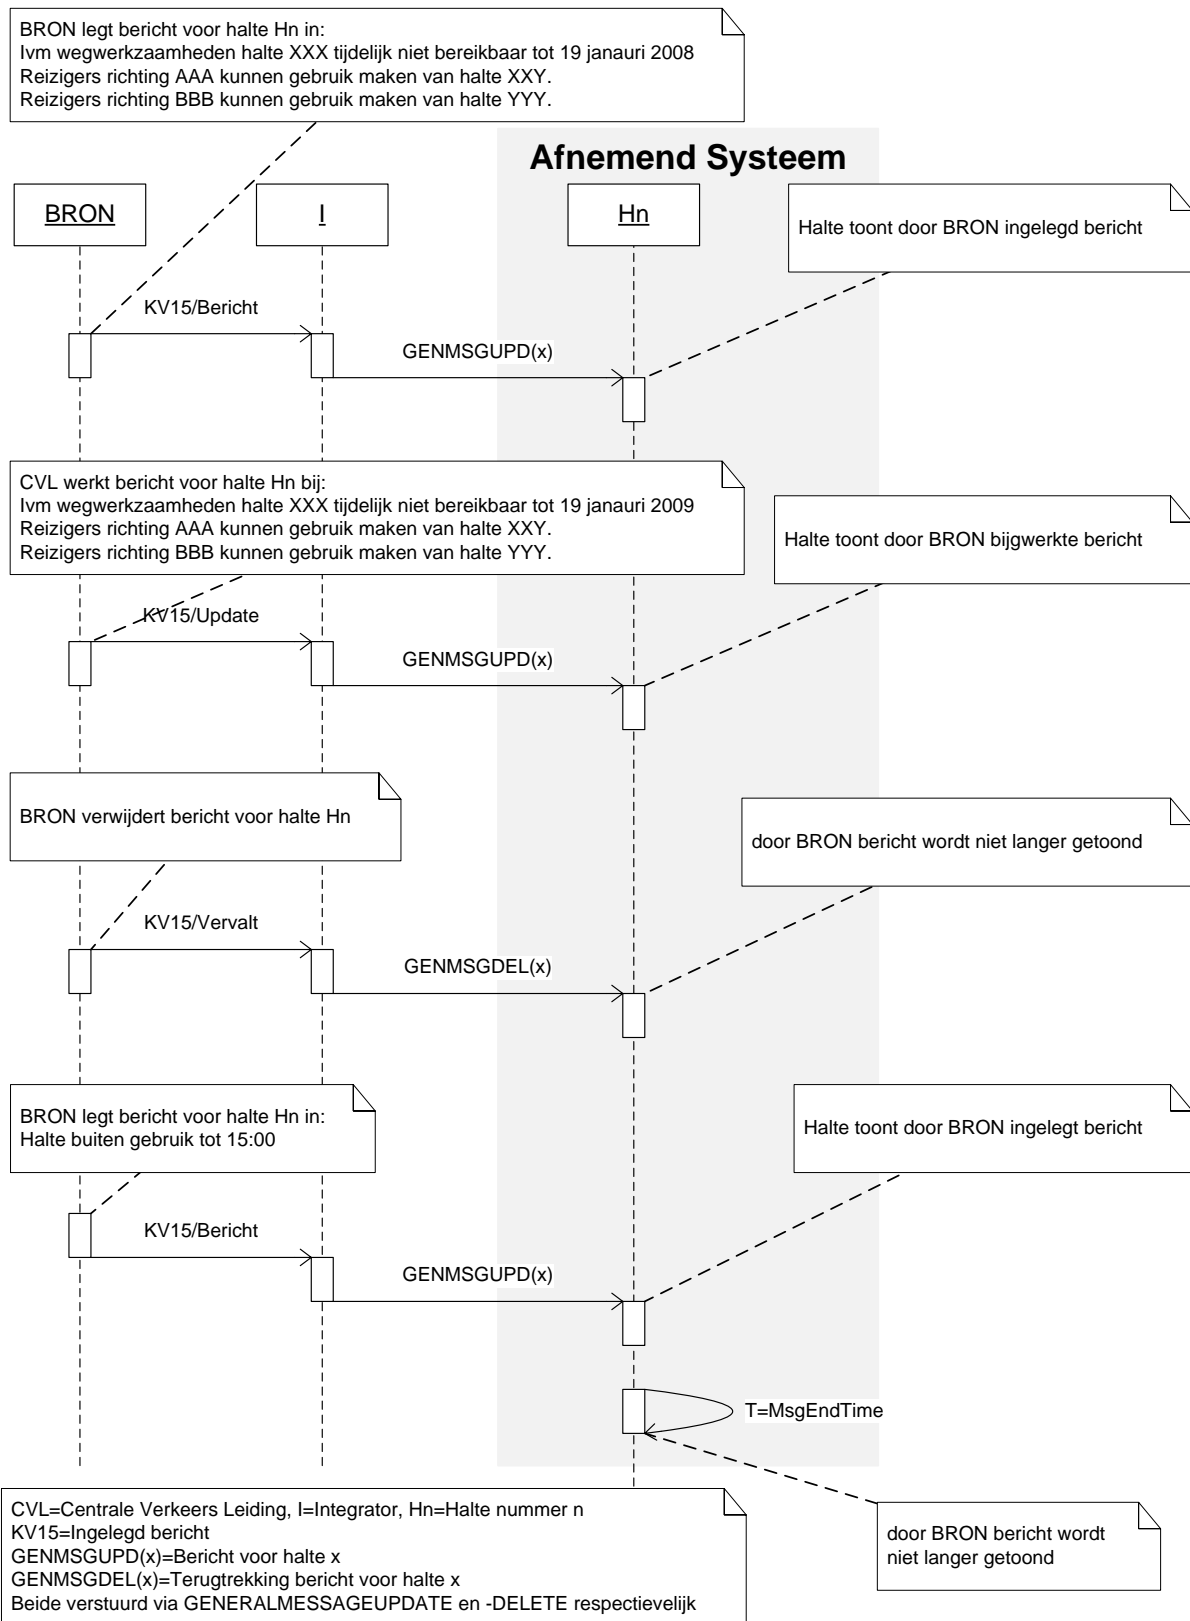 BRON legt bericht voor halte Hn in:
Ivm wegwerkzaamheden halte XXX tijdelijk niet bereikbaar tot 19 janauri 2008
Reizigers richting AAA kunnen gebruik maken van halte XXY.
Reizigers richting BBB kunnen gebruik maken van halte YYY.
Afnemend Systeem
BRON
I
Hn
Halte toont door BRON ingelegd bericht
KV15/Bericht
GENMSGUPD(x)
CVL werkt bericht voor halte Hn bij:
Ivm wegwerkzaamheden halte XXX tijdelijk niet bereikbaar tot 19 janauri 2009
Reizigers richting AAA kunnen gebruik maken van halte XXY.
Reizigers richting BBB kunnen gebruik maken van halte YYY.
Halte toont door BRON bijgwerkte bericht
KV15/Update
GENMSGUPD(x)
BRON verwijdert bericht voor halte Hn
door BRON bericht wordt niet langer getoond
KV15/Vervalt
GENMSGDEL(x)
BRON legt bericht voor halte Hn in:
Halte buiten gebruik tot 15:00
Halte toont door BRON ingelegt bericht
KV15/Bericht
GENMSGUPD(x)
T=MsgEndTime
CVL=Centrale Verkeers Leiding, I=Integrator, Hn=Halte nummer n
KV15=Ingelegd bericht
GENMSGUPD(x)=Bericht voor halte x
GENMSGDEL(x)=Terugtrekking bericht voor halte x
Beide verstuurd via GENERALMESSAGEUPDATE en -DELETE respectievelijk
door BRON bericht wordt
niet langer getoond